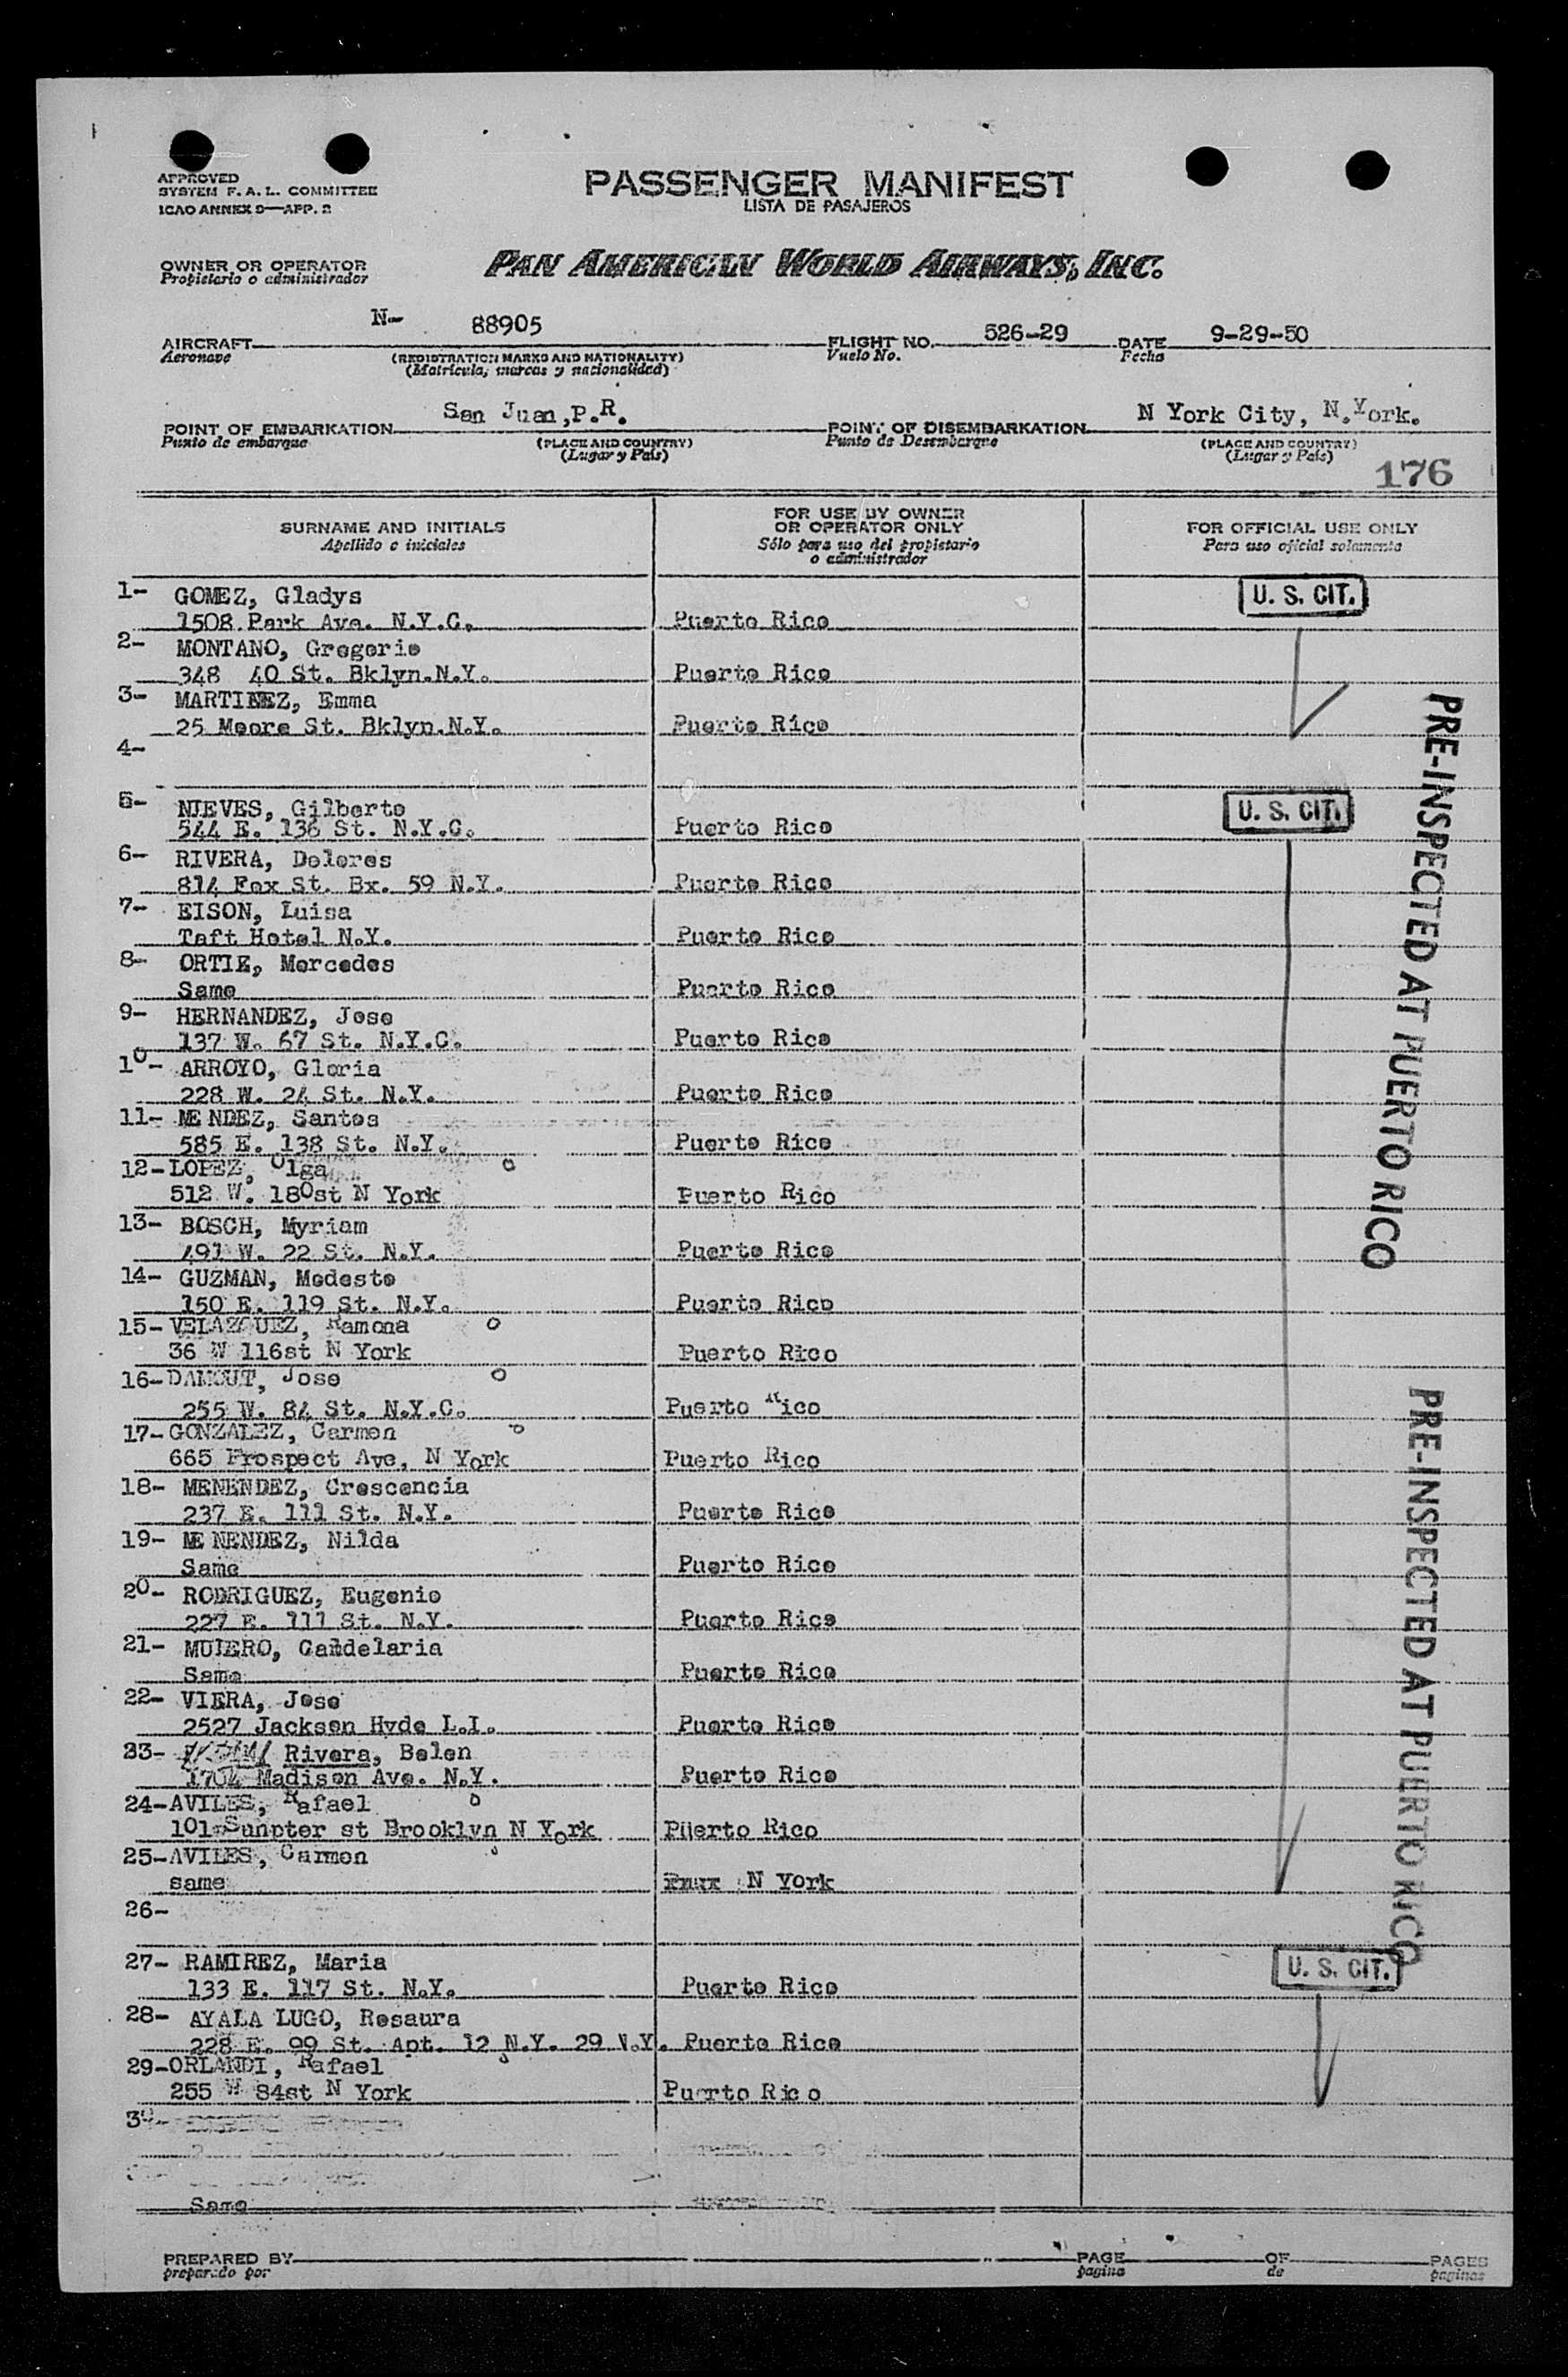 APPROVED
SYSTEM F. A. L. COMMITTEE
ICAO ANNEX 9—APP. 2
PASSENGER MANIFEST
LISTA DE PASAJEROS
OWNER OR OPERATOR
Propietario o administrador
PAN AMERICAN WORLD AIRWAYS, INC.
AIRCRAFT N- 88905
Aeronave
(REGISTRATION MARKS AND NATIONALITY)
(Matrícula, marcas y nacionalidad)
FLIGHT NO. 526-29
Vuelo No.
DATE 9-29-50
Fecha
POINT OF EMBARKATION San Juan,P.R.
Punto de embarque
(PLACE AND COUNTRY)
(Lugar y País)
POINT OF DISEMBARKATION N York City, N.York.
Punto de Desembarque
(PLACE AND COUNTRY)
(Lugar y País)
176
SURNAME AND INITIALS
Apellido e iniciales
FOR USE BY OWNER
OR OPERATOR ONLY
Sólo para uso del propietario
o administrador
FOR OFFICIAL USE ONLY
Para uso oficial solamente
1- GOMEZ, Gladys U. S. CIT.
1508 Park Ave. N.Y.C. Puerto Rico
2- MONTANO, Gregorio
348 40 St. Bklyn.N.Y. Puerto Rico
3- MARTINEZ, Emma
25 Moore St. Bklyn.N.Y. Puerto Rico
4-
5- NIEVES, Gilberto U. S. CIT.
544 E. 136 St. N.Y.C. Puerto Rico
6- RIVERA, Dolores
814 Fox St. Bx. 59 N.Y. Puerto Rico
7- EISON, Luisa
Taft Hotel N.Y. Puerto Rico
8- ORTIZ, Mercedes
Same Puerto Rico
9- HERNANDEZ, Jose
137 W. 67 St. N.Y.C. Puerto Rico
10- ARROYO, Gloria
228 W. 24 St. N.Y. Puerto Rico
11- MENDEZ, Santos
585 E. 138 St. N.Y. Puerto Rico
12- LOPEZ, Olga
512 W. 180st N York Puerto Rico
13- BOSCH, Myriam
491 W. 22 St. N.Y. Puerto Rico
14- GUZMAN, Modesto
150 E. 119 St. N.Y. Puerto Rico
15- VELAZQUEZ, Ramona
36 W 116st N York Puerto Rico
16- Jose
255 W. 84 St. N.Y.C. Puerto Rico
17- GONZALEZ, Carmen
665 Prospect Ave, N York Puerto Rico
18- MENENDEZ, Crescencia
237 E. 111 St. N.Y. Puerto Rico
19- MENENDEZ, Nilda
Same Puerto Rico
20- RODRIGUEZ, Eugenio
227 E. 111 St. N.Y. Puerto Rico
21- MUIERO, Candelaria
Same Puerto Rico
22- VIERA, Jose
2527 Jackson Hvde L.I. Puerto Rico
23- Rivera, Belen
1704 Madison Ave. N.Y. Puerto Rico
24- AVILES, Rafael
101 Sunpter st Brooklyn N York Puerto Rico
25- AVILES, Carmen
same N York
26-
27- RAMIREZ, Maria U. S. CIT.
133 E. 117 St. N.Y. Puerto Rico
28- AYALA LUGO, Rosaura
228 E. 99 St. Apt. 12 N.Y. 29 N.Y. Puerto Rico
29- ORLANDI, Rafael
255 W 84st N York Puerto Rico
30-
Same
PRE-INSPECTED AT PUERTO RICO
PRE-INSPECTED AT PUERTO RICO
PREPARED BY
preparado por
PAGE OF PAGES
pagina de paginas